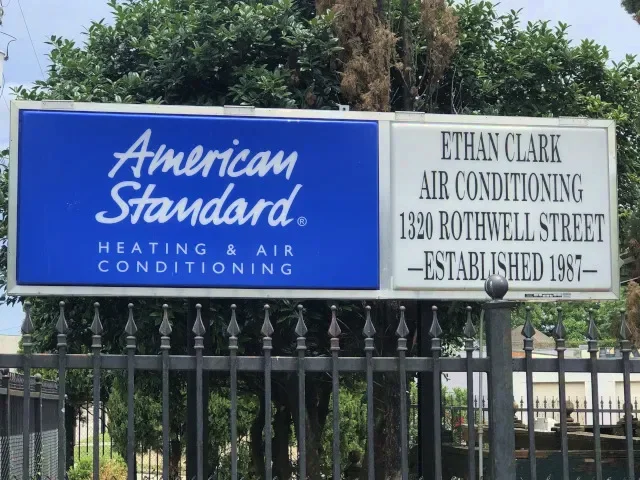 American
Standard®
HEATING & AIR
CONDITIONING
ETHAN CLARK
AIR CONDITIONING
1320 ROTHWELL STREET
—ESTABLISHED 1987—